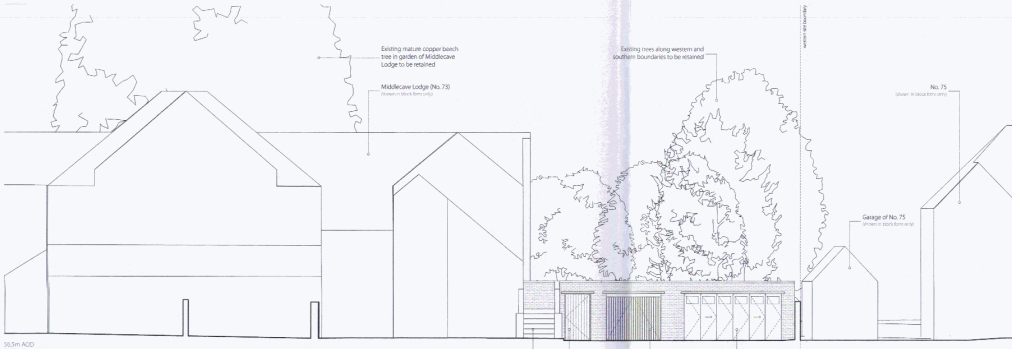 Existing mature copper beech
tree in garden of Middlecave
Lodge to be retained
Middlecave Lodge (No. 73)
(shown in block form only)
Existing trees along western and
southern boundaries to be retained
western site boundary
No. 75
(shown in block form only)
Garage of No. 75
(shown in block form only)
30.5m AOD